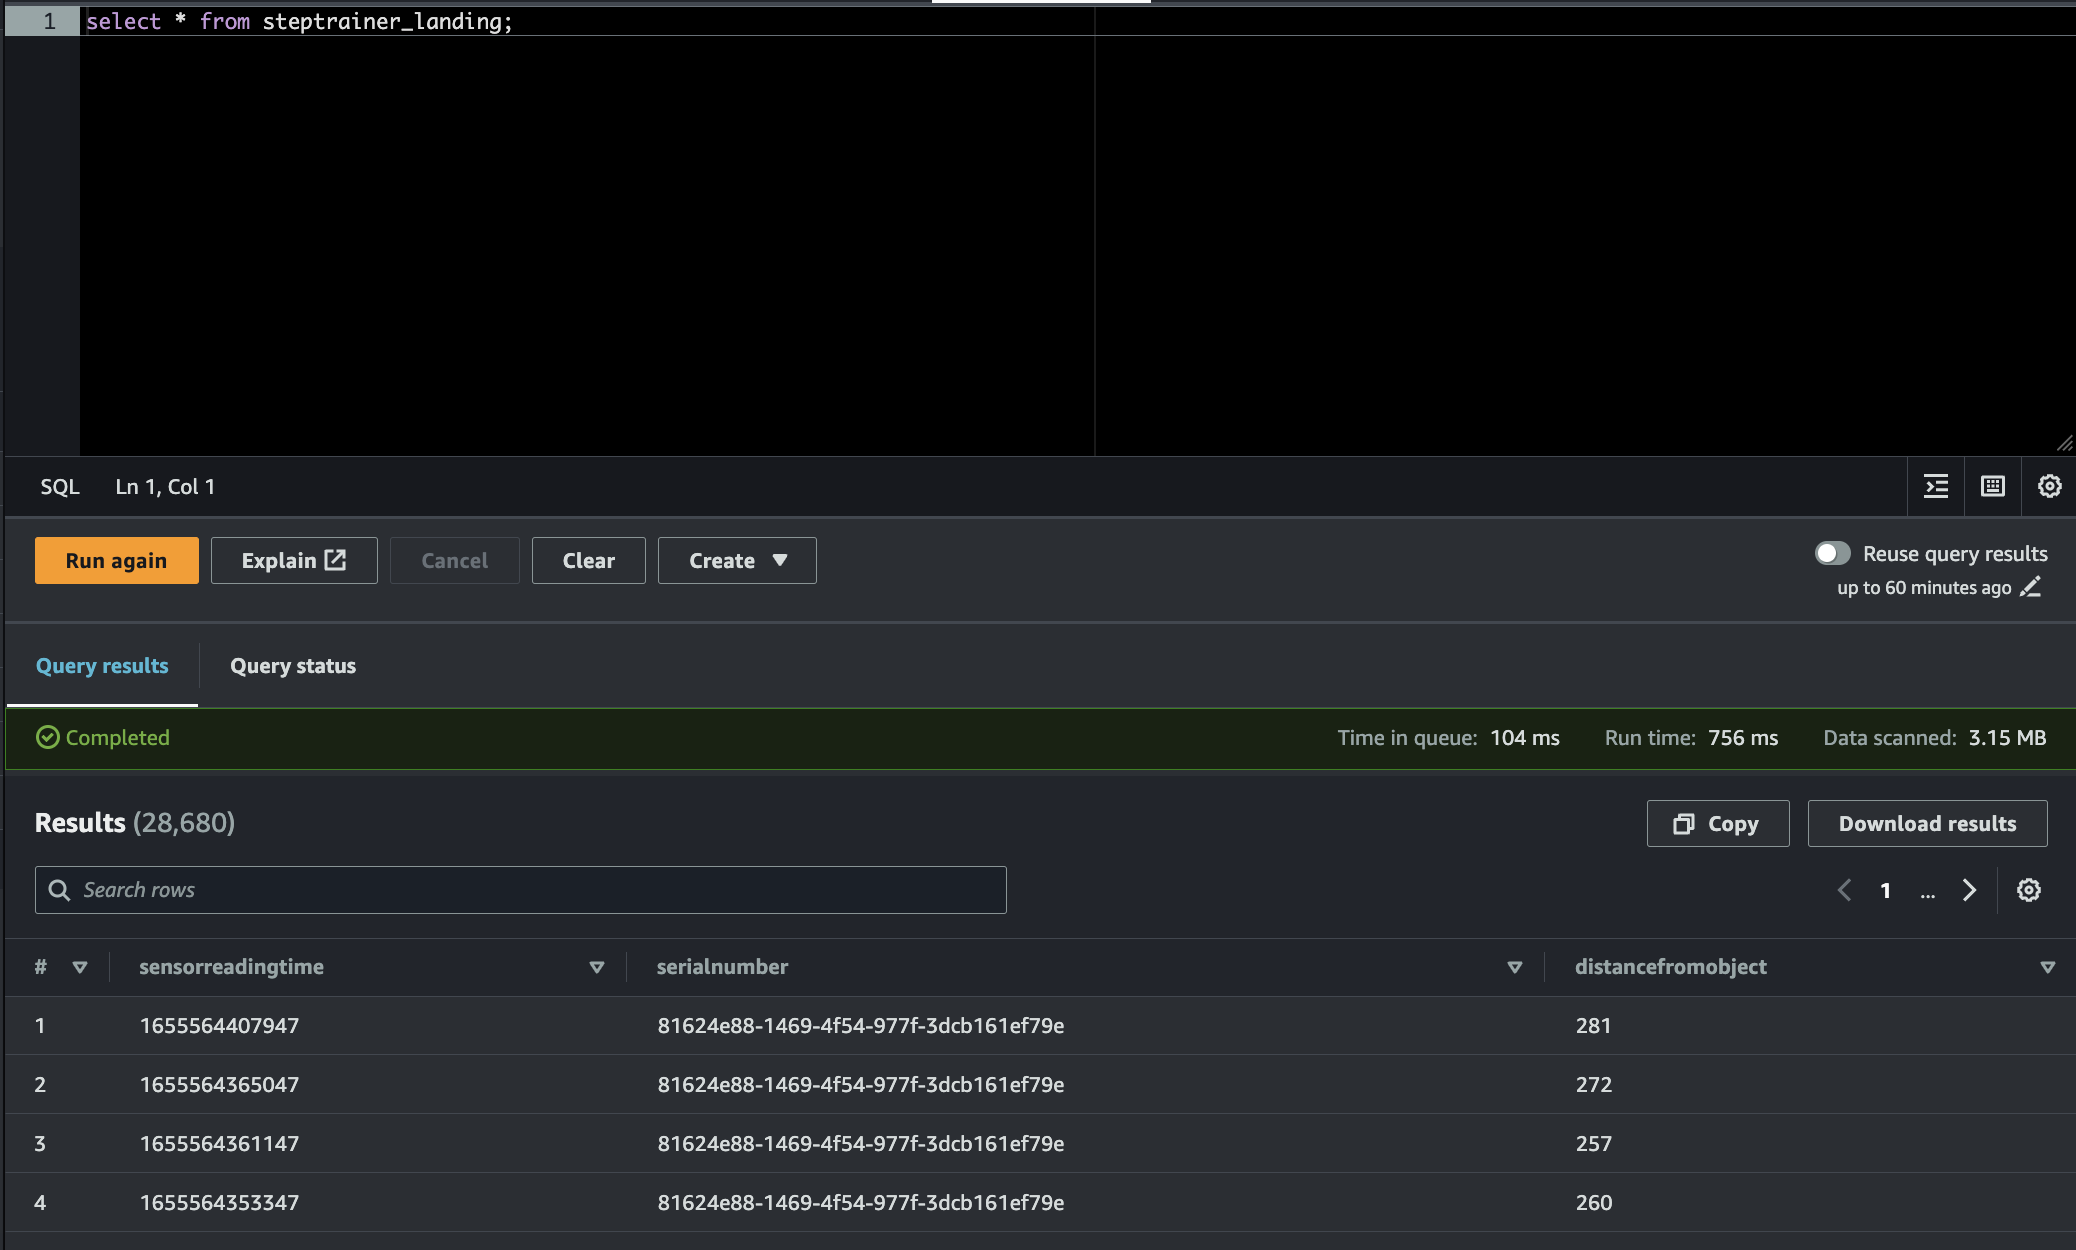 1 select * from steptrainer_landing;
SQL Ln 1, Col 1
Run again Explain Cancel Clear Create Reuse query results
up to 60 minutes ago
Query results Query status
Completed Time in queue: 104 ms Run time: 756 ms Data scanned: 3.15 MB
Results (28,680) Copy Download results
Search rows 1 ...
# sensorreadingtime serialnumber distancefromobject
1 1655564407947 81624e88-1469-4f54-977f-3dcb161ef79e 281
2 1655564365047 81624e88-1469-4f54-977f-3dcb161ef79e 272
3 1655564361147 81624e88-1469-4f54-977f-3dcb161ef79e 257
4 1655564353347 81624e88-1469-4f54-977f-3dcb161ef79e 260